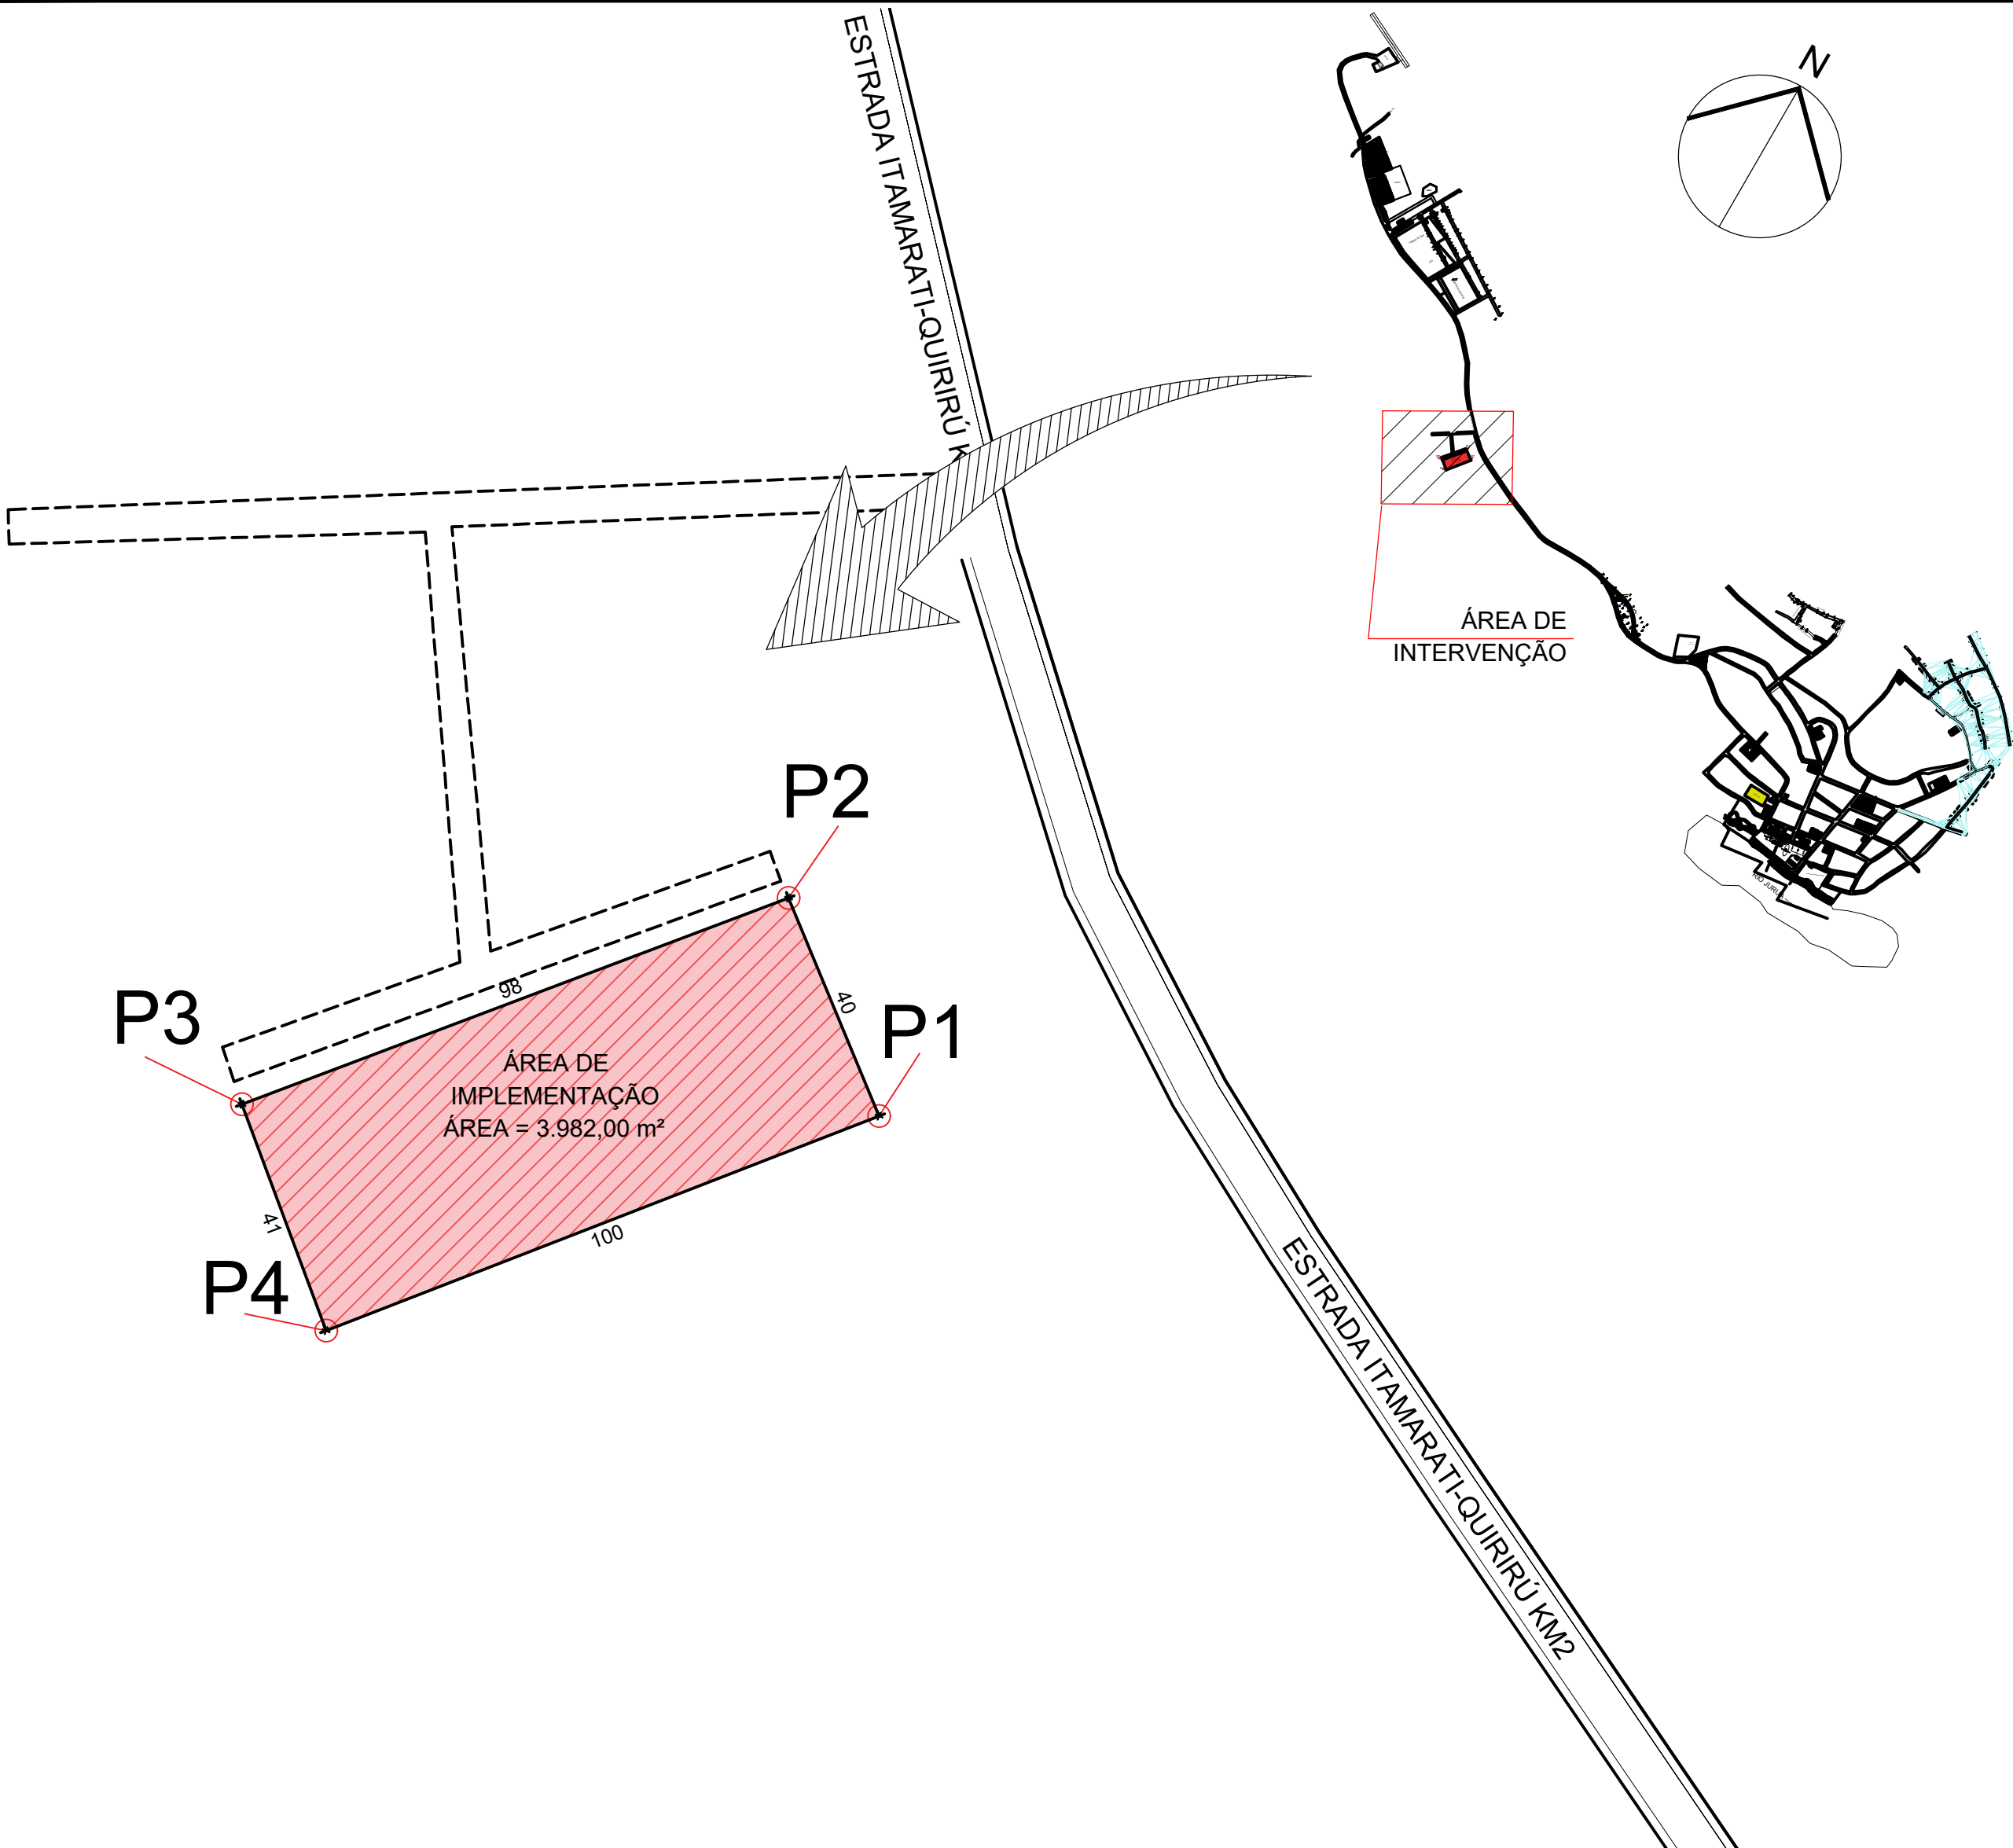 ESTRADA ITAMARATI-QUIRIRÚ K
N
ÁREA DE
INTERVENÇÃO
P2
P3
98
40
P1
ÁREA DE
IMPLEMENTAÇÃO
ÁREA = 3.982,00 m²
41
100
P4
ESTRADA ITAMARATI-QUIRIRÚ KM2